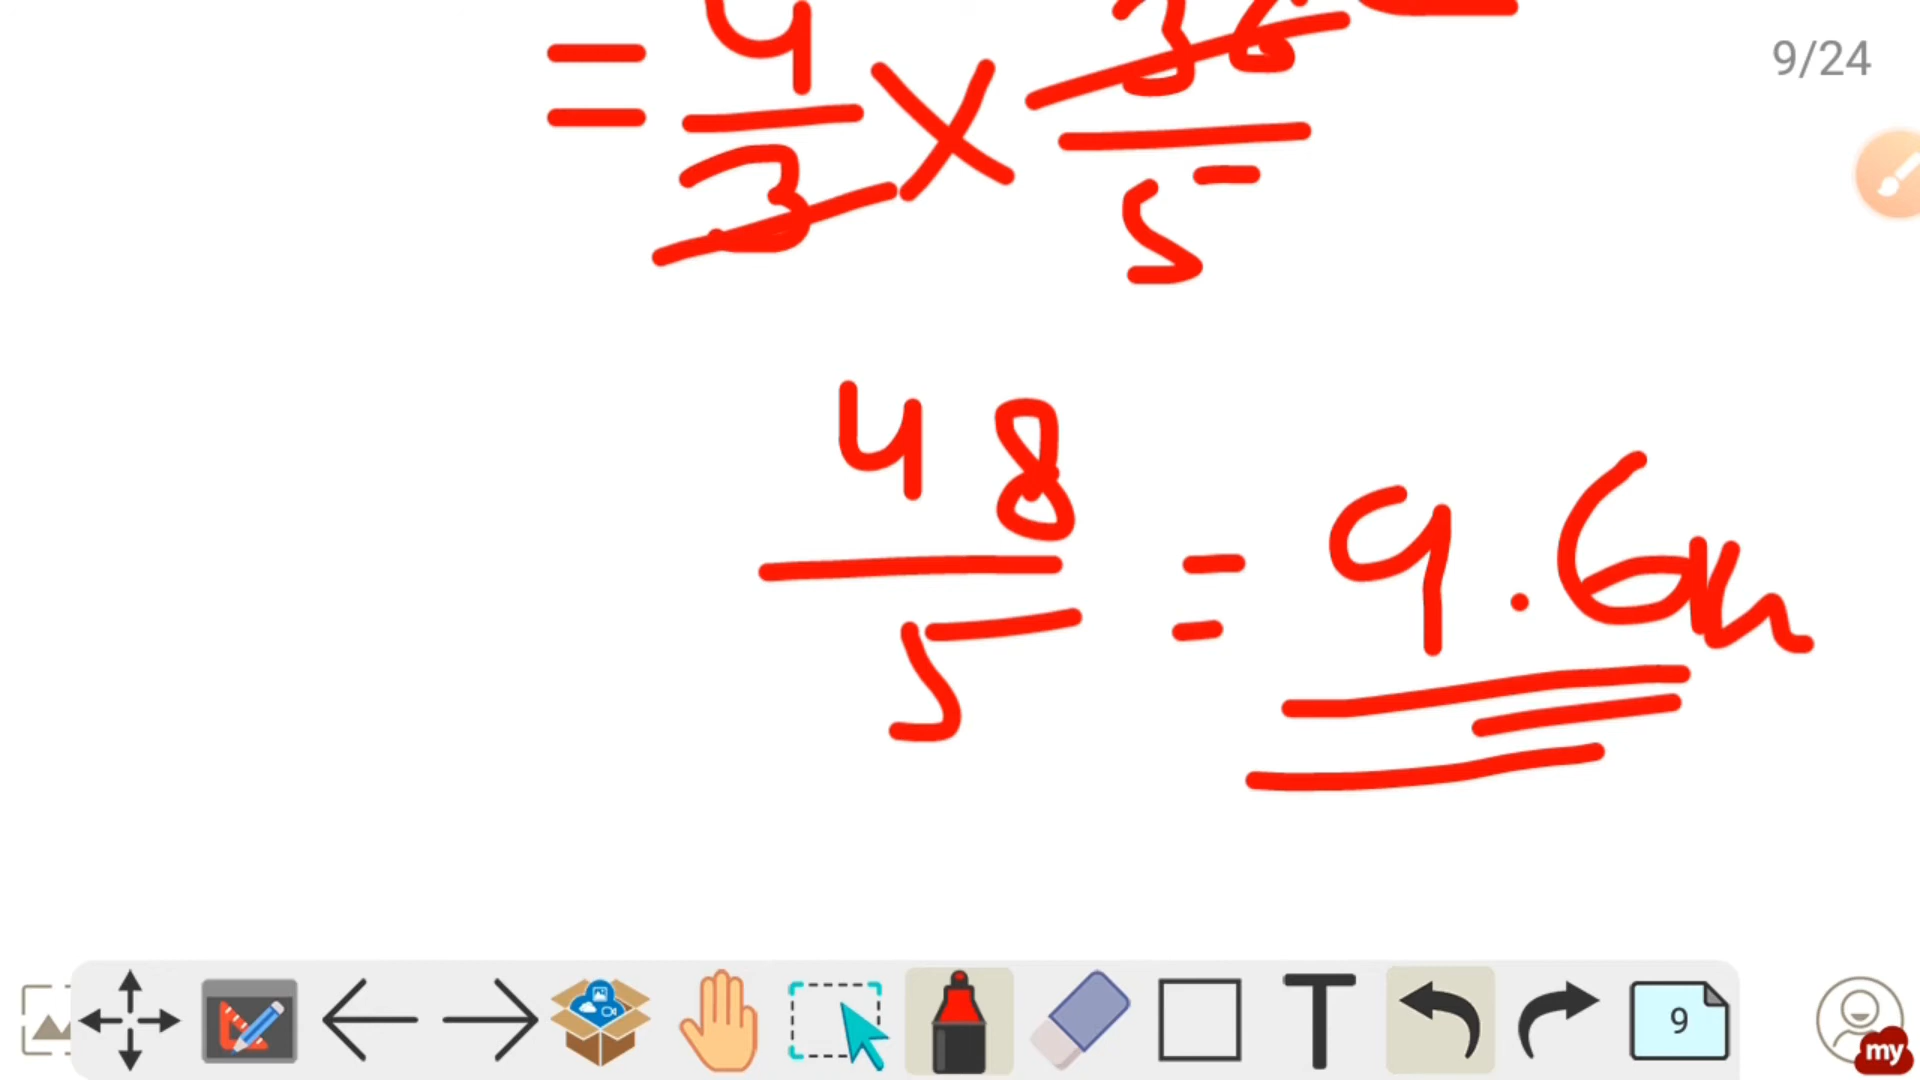 9/24
= 4/3 × 36/5
48/5 = 9.6m
T
9
my